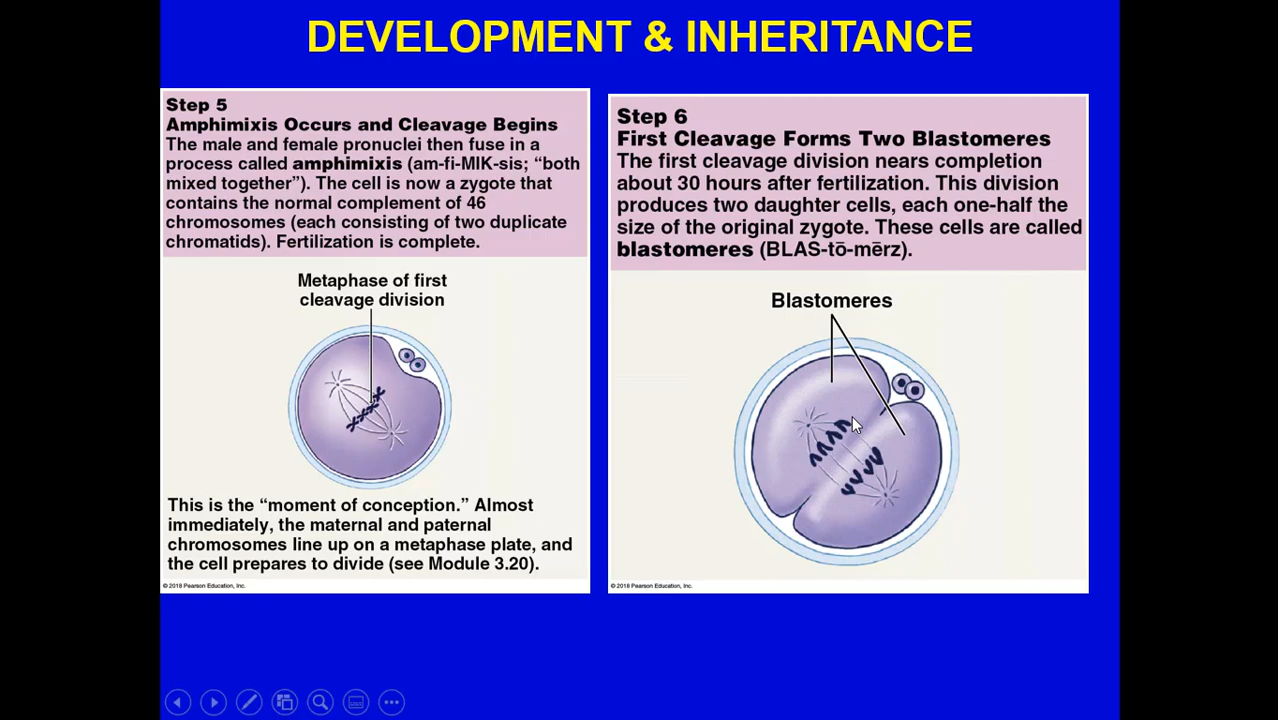 DEVELOPMENT & INHERITANCE
Step 5
Amphimixis Occurs and Cleavage Begins
The male and female pronuclei then fuse in a
process called amphimixis (am-fi-MIK-sis; “both
mixed together”). The cell is now a zygote that
contains the normal complement of 46
chromosomes (each consisting of two duplicate
chromatids). Fertilization is complete.
Metaphase of first
cleavage division
This is the “moment of conception.” Almost
immediately, the maternal and paternal
chromosomes line up on a metaphase plate, and
the cell prepares to divide (see Module 3.20).
© 2018 Pearson Education, Inc.
Step 6
First Cleavage Forms Two Blastomeres
The first cleavage division nears completion
about 30 hours after fertilization. This division
produces two daughter cells, each one-half the
size of the original zygote. These cells are called
blastomeres (BLAS-tō-mērz).
Blastomeres
© 2018 Pearson Education, Inc.